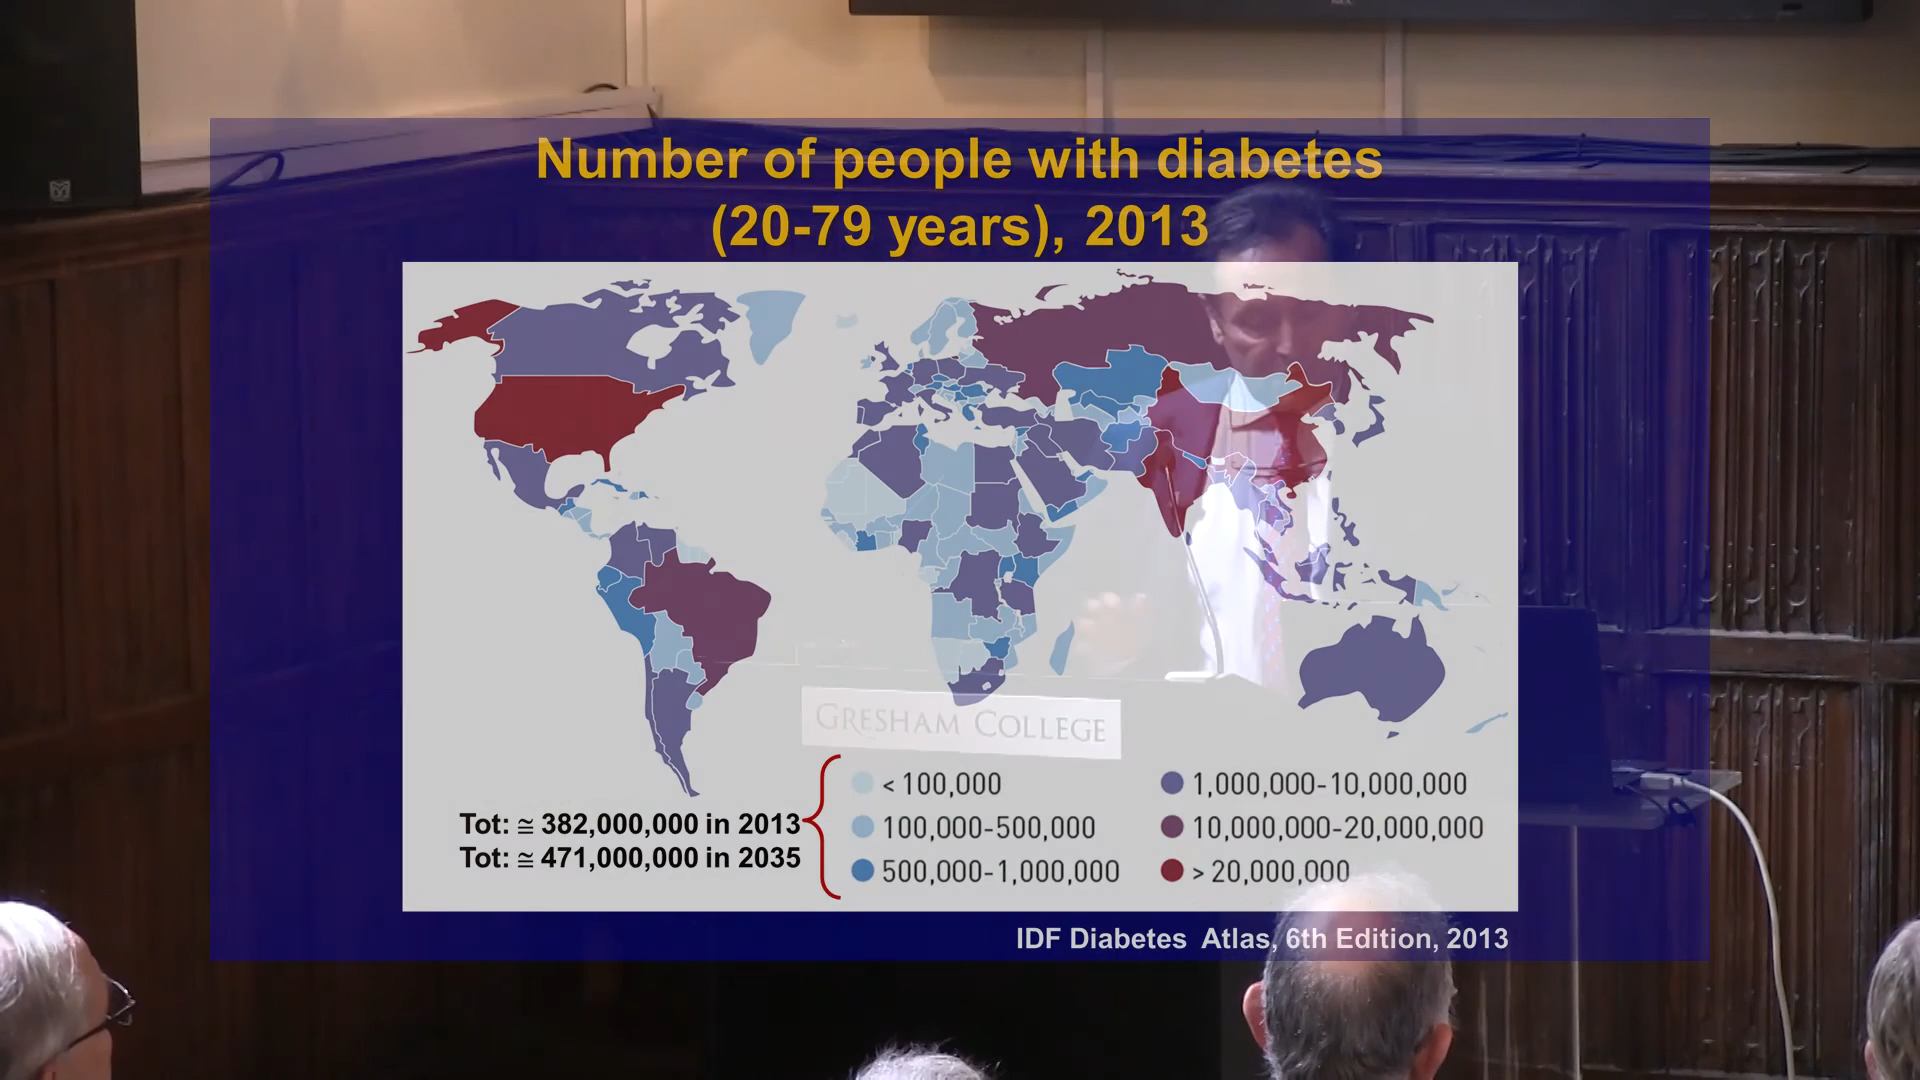 Number of people with diabetes
(20-79 years), 2013
GRESHAM COLLEGE
Tot: ≅ 382,000,000 in 2013
Tot: ≅ 471,000,000 in 2035
< 100,000
100,000-500,000
500,000-1,000,000
1,000,000-10,000,000
10,000,000-20,000,000
> 20,000,000
IDF Diabetes Atlas, 6th Edition, 2013